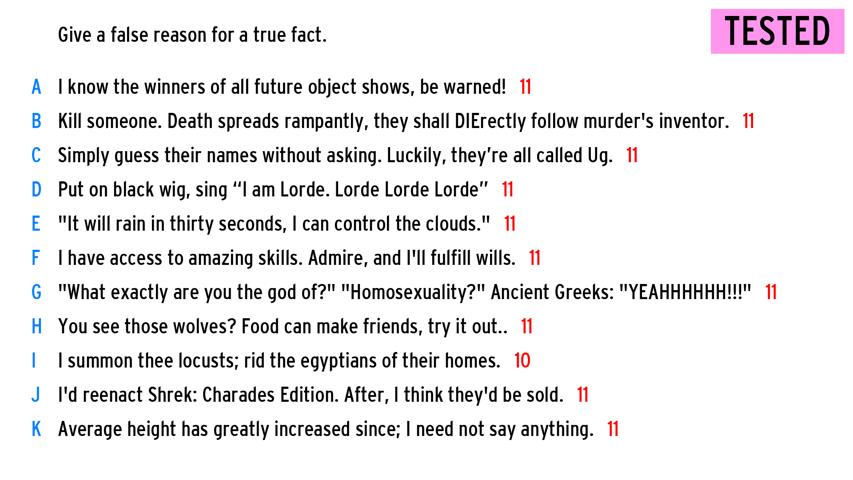 Give a false reason for a true fact.
TESTED
A I know the winners of all future object shows, be warned! 11
B Kill someone. Death spreads rampantly, they shall DIErectly follow murder's inventor. 11
C Simply guess their names without asking. Luckily, they’re all called Ug. 11
D Put on black wig, sing “I am Lorde. Lorde Lorde Lorde” 11
E "It will rain in thirty seconds, I can control the clouds." 11
F I have access to amazing skills. Admire, and I'll fulfill wills. 11
G "What exactly are you the god of?" "Homosexuality?" Ancient Greeks: "YEAHHHHHH!!!" 11
H You see those wolves? Food can make friends, try it out.. 11
I I summon thee locusts; rid the egyptians of their homes. 10
J I'd reenact Shrek: Charades Edition. After, I think they'd be sold. 11
K Average height has greatly increased since; I need not say anything. 11